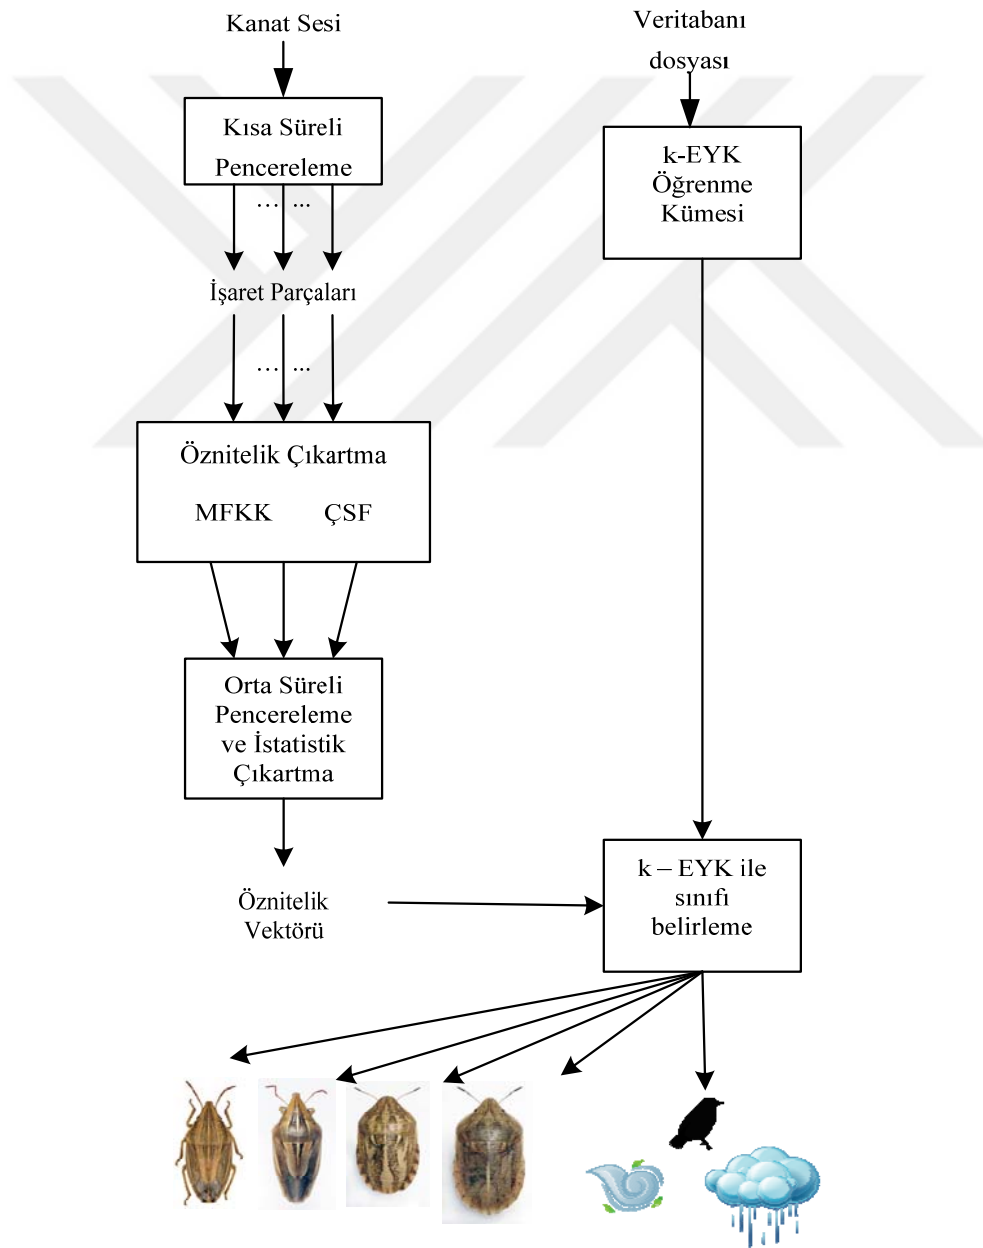 Kanat Sesi
Kısa Süreli
Pencereleme
.... ...
İşaret Parçaları
.... ...
Öznitelik Çıkartma
MFKK ÇSF
Orta Süreli
Pencereleme
ve İstatistik
Çıkartma
Öznitelik
Vektörü
Veritabanı
dosyası
k-EYK
Öğrenme
Kümesi
k – EYK ile
sınıfı
belirleme